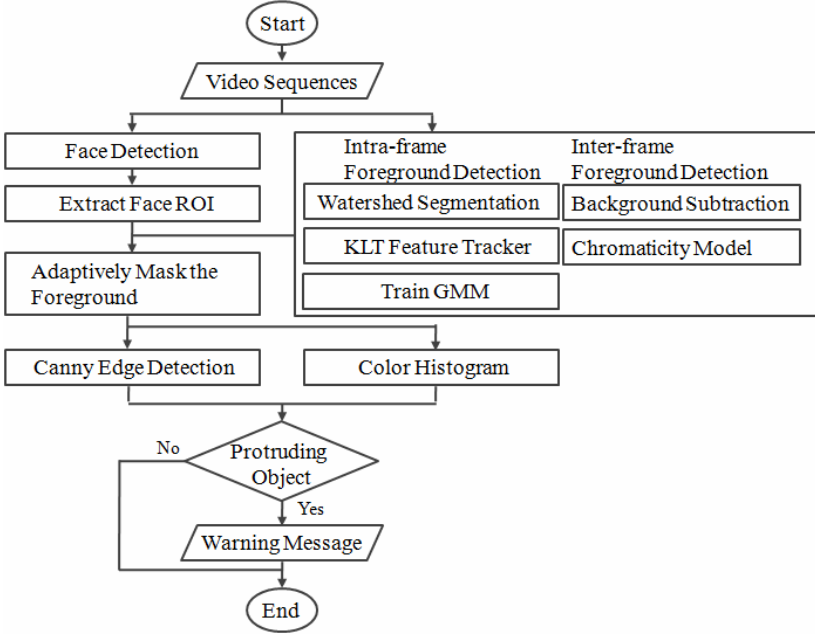 Start
Video Sequences
Face Detection
Extract Face ROI
Adaptively Mask the
Foreground
Intra-frame
Foreground Detection
Watershed Segmentation
KLT Feature Tracker
Train GMM
Inter-frame
Foreground Detection
Background Subtraction
Chromaticity Model
Canny Edge Detection
Color Histogram
No
Protruding
Object
Yes
Warning Message
End